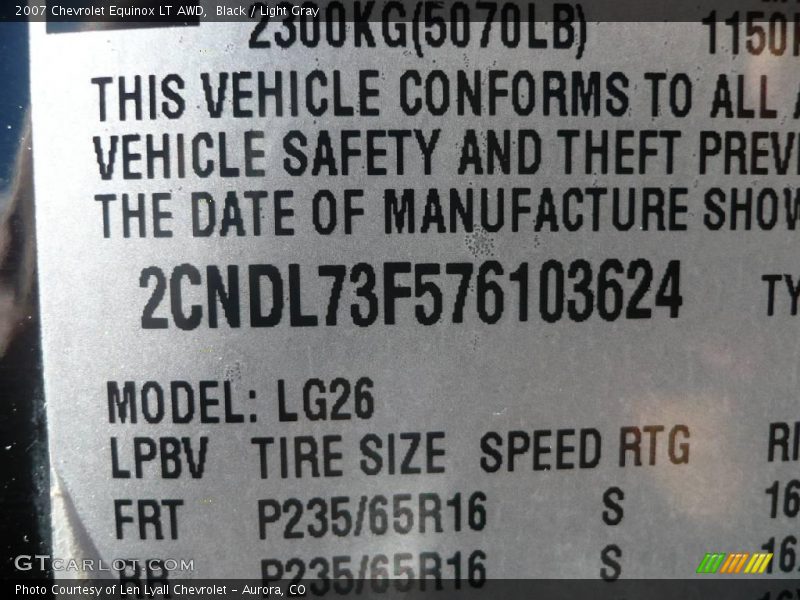 2007 Chevrolet Equinox LT AWD,  Black / Light Gray
2300KG(5070LB)
THIS VEHICLE CONFORMS TO ALL
VEHICLE SAFETY AND THEFT PREV
THE DATE OF MANUFACTURE SHOW
2CNDL73F576103624 TY
MODEL: LG26
LPBV TIRE SIZE SPEED RTG RI
FRT P235/65R16 S 16
RR P235/65R16 S 16
GTcarlot.com
Photo Courtesy of Len Lyall Chevrolet – Aurora, CO